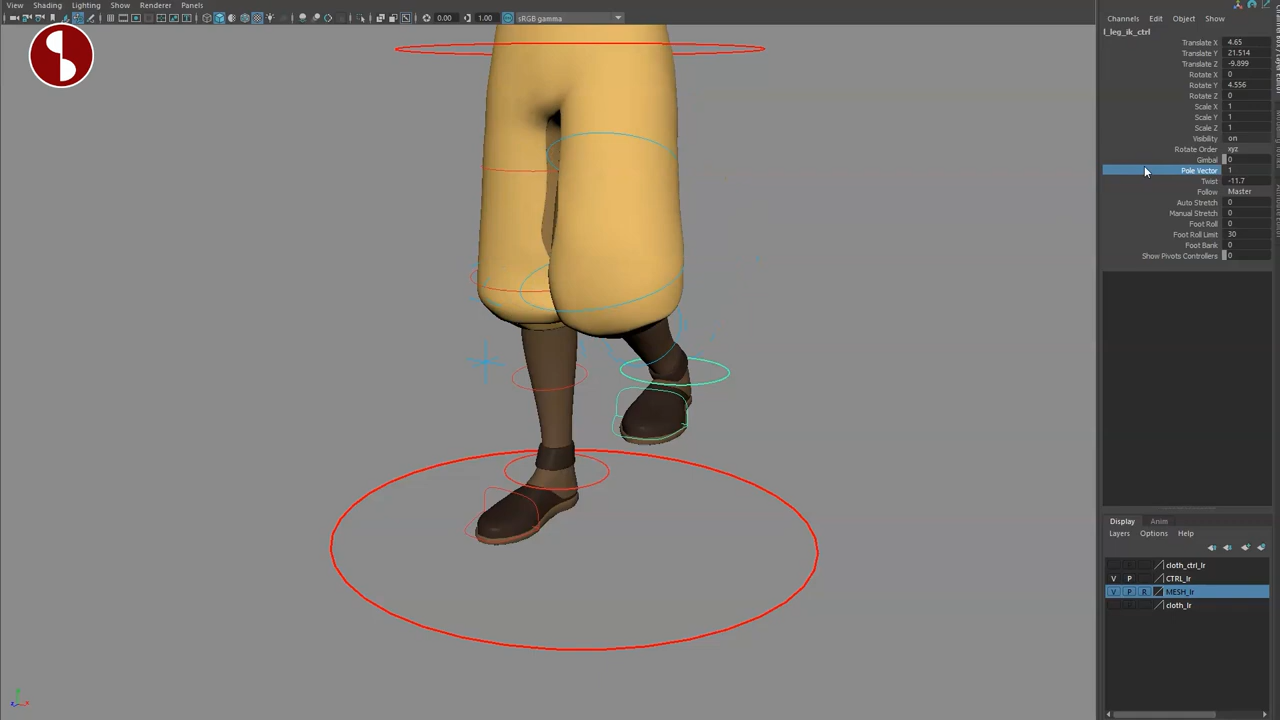 View Shading Lighting Show Renderer Panels
0.00 1.00 sRGB gamma
Channels Edit Object Show
l_leg_ik_ctrl
Translate X 4.65
Translate Y 21.514
Translate Z -9.899
Rotate X 0
Rotate Y 4.556
Rotate Z 0
Scale X 1
Scale Y 1
Scale Z 1
Visibility on
Rotate Order xyz
Gimbal 0
Pole Vector 1
Twist -11.7
Follow Master
Auto Stretch 0
Manual Stretch 0
Foot Roll 0
Foot Roll Limit 30
Foot Bank 0
Show Pivots Controllers 0
Display Anim
Layers Options Help
cloth_ctrl_lr
V P CTRL_lr
V P R MESH_lr
cloth_lr